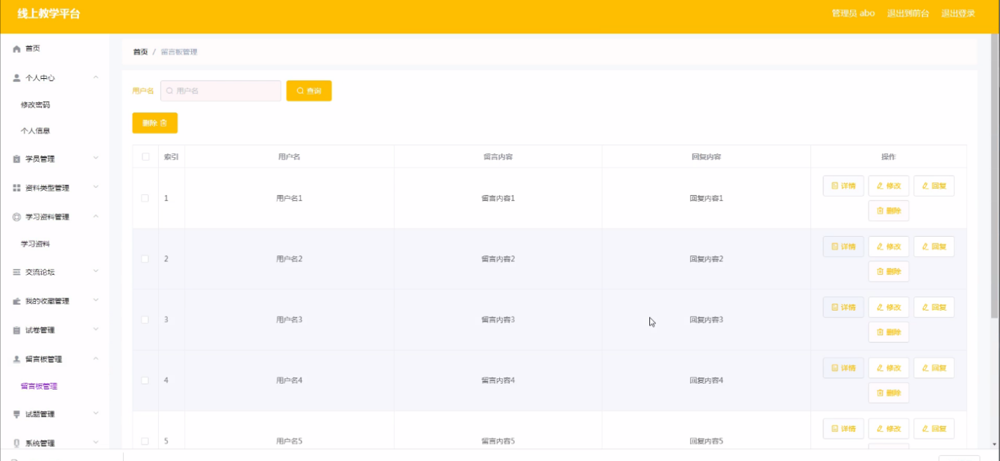 线上教学平台
管理员 abo 退出到前台 退出登录
首页
个人中心
修改密码
个人信息
学员管理
资料类型管理
学习资料管理
学习资料
交流论坛
我的收藏管理
试卷管理
留言板管理
留言板管理
试题管理
系统管理
首页 / 留言板管理
用户名 用户名 查询
删除
索引 用户名 留言内容 回复内容 操作
1 用户名1 留言内容1 回复内容1 详情 修改 回复
删除
2 用户名2 留言内容2 回复内容2 详情 修改 回复
删除
3 用户名3 留言内容3 回复内容3 详情 修改 回复
删除
4 用户名4 留言内容4 回复内容4 详情 修改 回复
删除
5 用户名5 留言内容5 回复内容5 详情 修改 回复